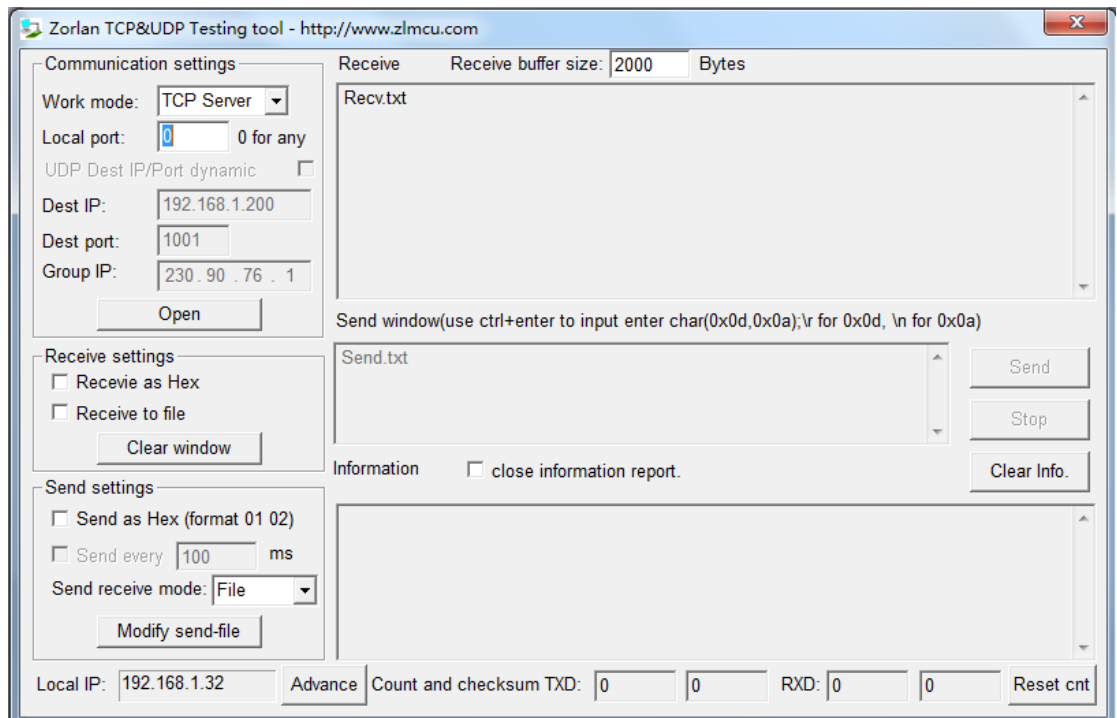 Zorlan TCP&UDP Testing tool - http://www.zlmcu.com
Communication settings
Work mode: TCP Server
Local port: 0 0 for any
UDP Dest IP/Port dynamic
Dest IP: 192.168.1.200
Dest port: 1001
Group IP: 230 . 90 . 76 . 1
Open
Receive settings
Recevie as Hex
Receive to file
Clear window
Send settings
Send as Hex (format 01 02)
Send every 100 ms
Send receive mode: File
Modify send-file
Receive Receive buffer size: 2000 Bytes
Recv.txt
Send window(use ctrl+enter to input enter char(0x0d,0x0a);\r for 0x0d, \n for 0x0a)
Send.txt
Send
Stop
Information close information report.
Clear Info.
Local IP: 192.168.1.32 Advance Count and checksum TXD: 0 0 RXD: 0 0 Reset cnt